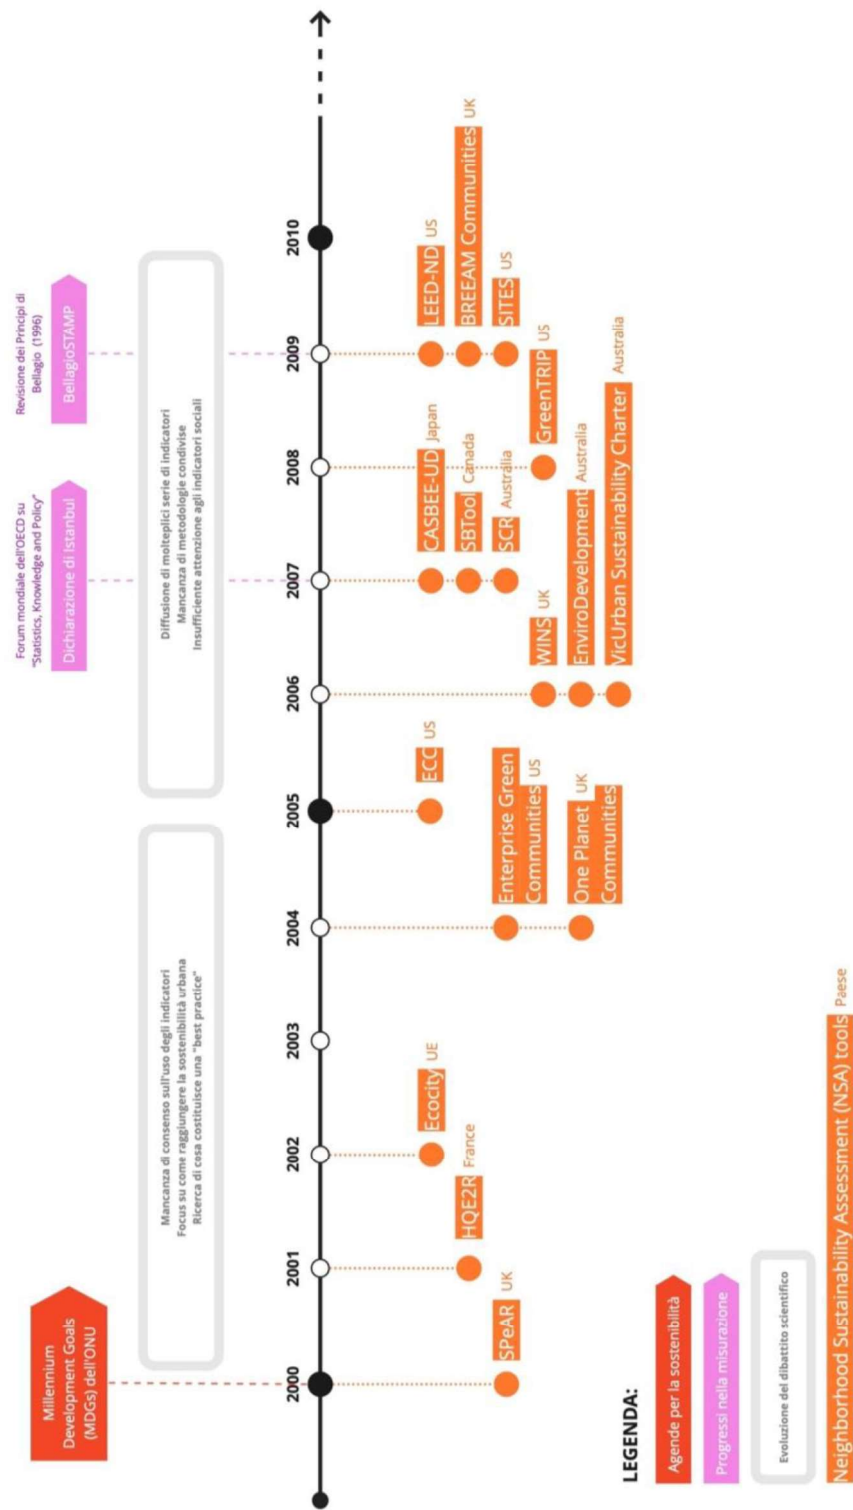 Millennium
Development Goals
(MDGs) dell'ONU
Forum mondiale dell'OECD su
"Statistics, Knowledge and Policy"
Dichiarazione di Istanbul
Revisione dei Principi di
Bellagio (1996)
BellagioSTAMP
Mancanza di consenso sull'uso degli indicatori
Focus su come raggiungere la sostenibilità urbana
Ricerca di cosa costituisce una "best practice"
Diffusione di molteplici serie di indicatori
Mancanza di metodologie condivise
Insufficiente attenzione agli indicatori sociali
2000
2001
2002
2003
2004
2005
2006
2007
2008
2009
2010
SPeAR UK
HQE2R France
Ecocity UE
Enterprise Green
Communities US
One Planet UK
Communities
ECC US
WINS UK
EnviroDevelopment Australia
VicUrban Sustainability Charter Australia
CASBEE-UD Japan
SBTool Canada
SCR Australia
GreenTRIP US
LEED-ND US
BREEAM Communities UK
SITES US
LEGENDA:
Agende per la sostenibilità
Progressi nella misurazione
Evoluzione del dibattito scientifico
Neighborhood Sustainability Assessment (NSA) tools Paese